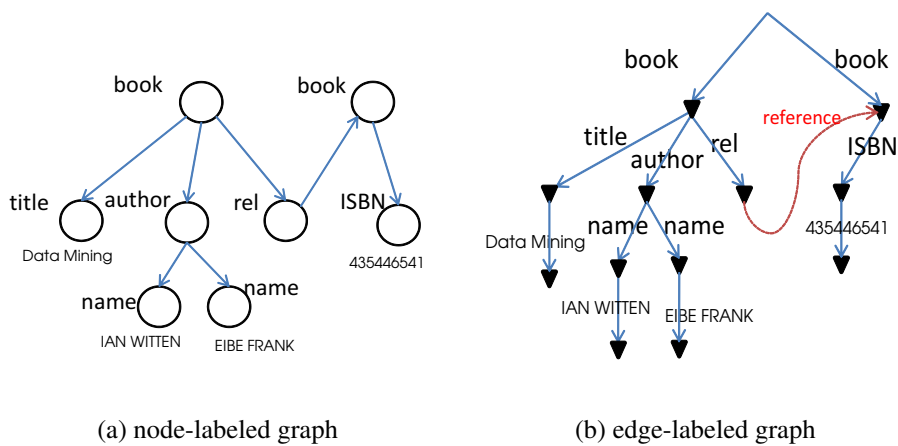 book
book
title
author
rel
ISBN
Data Mining
435446541
name
name
IAN WITTEN
EIBE FRANK
(a) node-labeled graph
book
book
reference
title
author
rel
ISBN
Data Mining
name
name
435446541
IAN WITTEN
EIBE FRANK
(b) edge-labeled graph